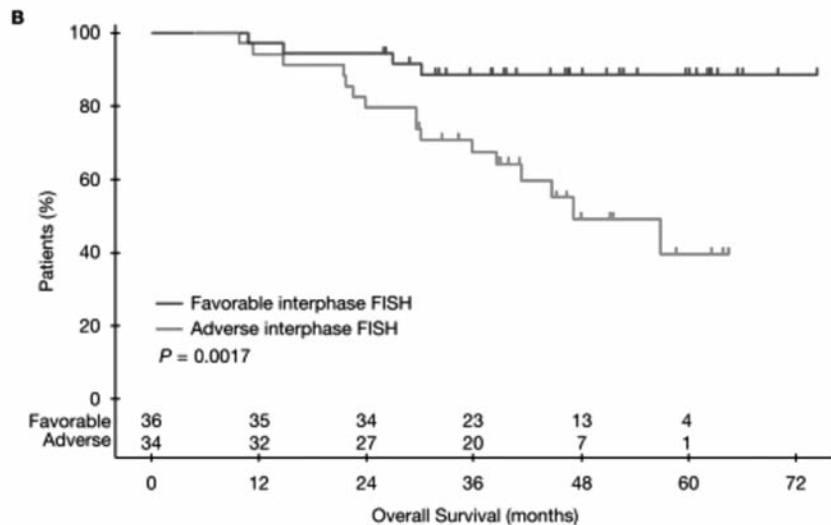 B
100
80
60
40
20
0
Patients (%)
Favorable interphase FISH
Adverse interphase FISH
P = 0.0017
Favorable 36 35 34 23 13 4
Adverse 34 32 27 20 7 1
0 12 24 36 48 60 72
Overall Survival (months)